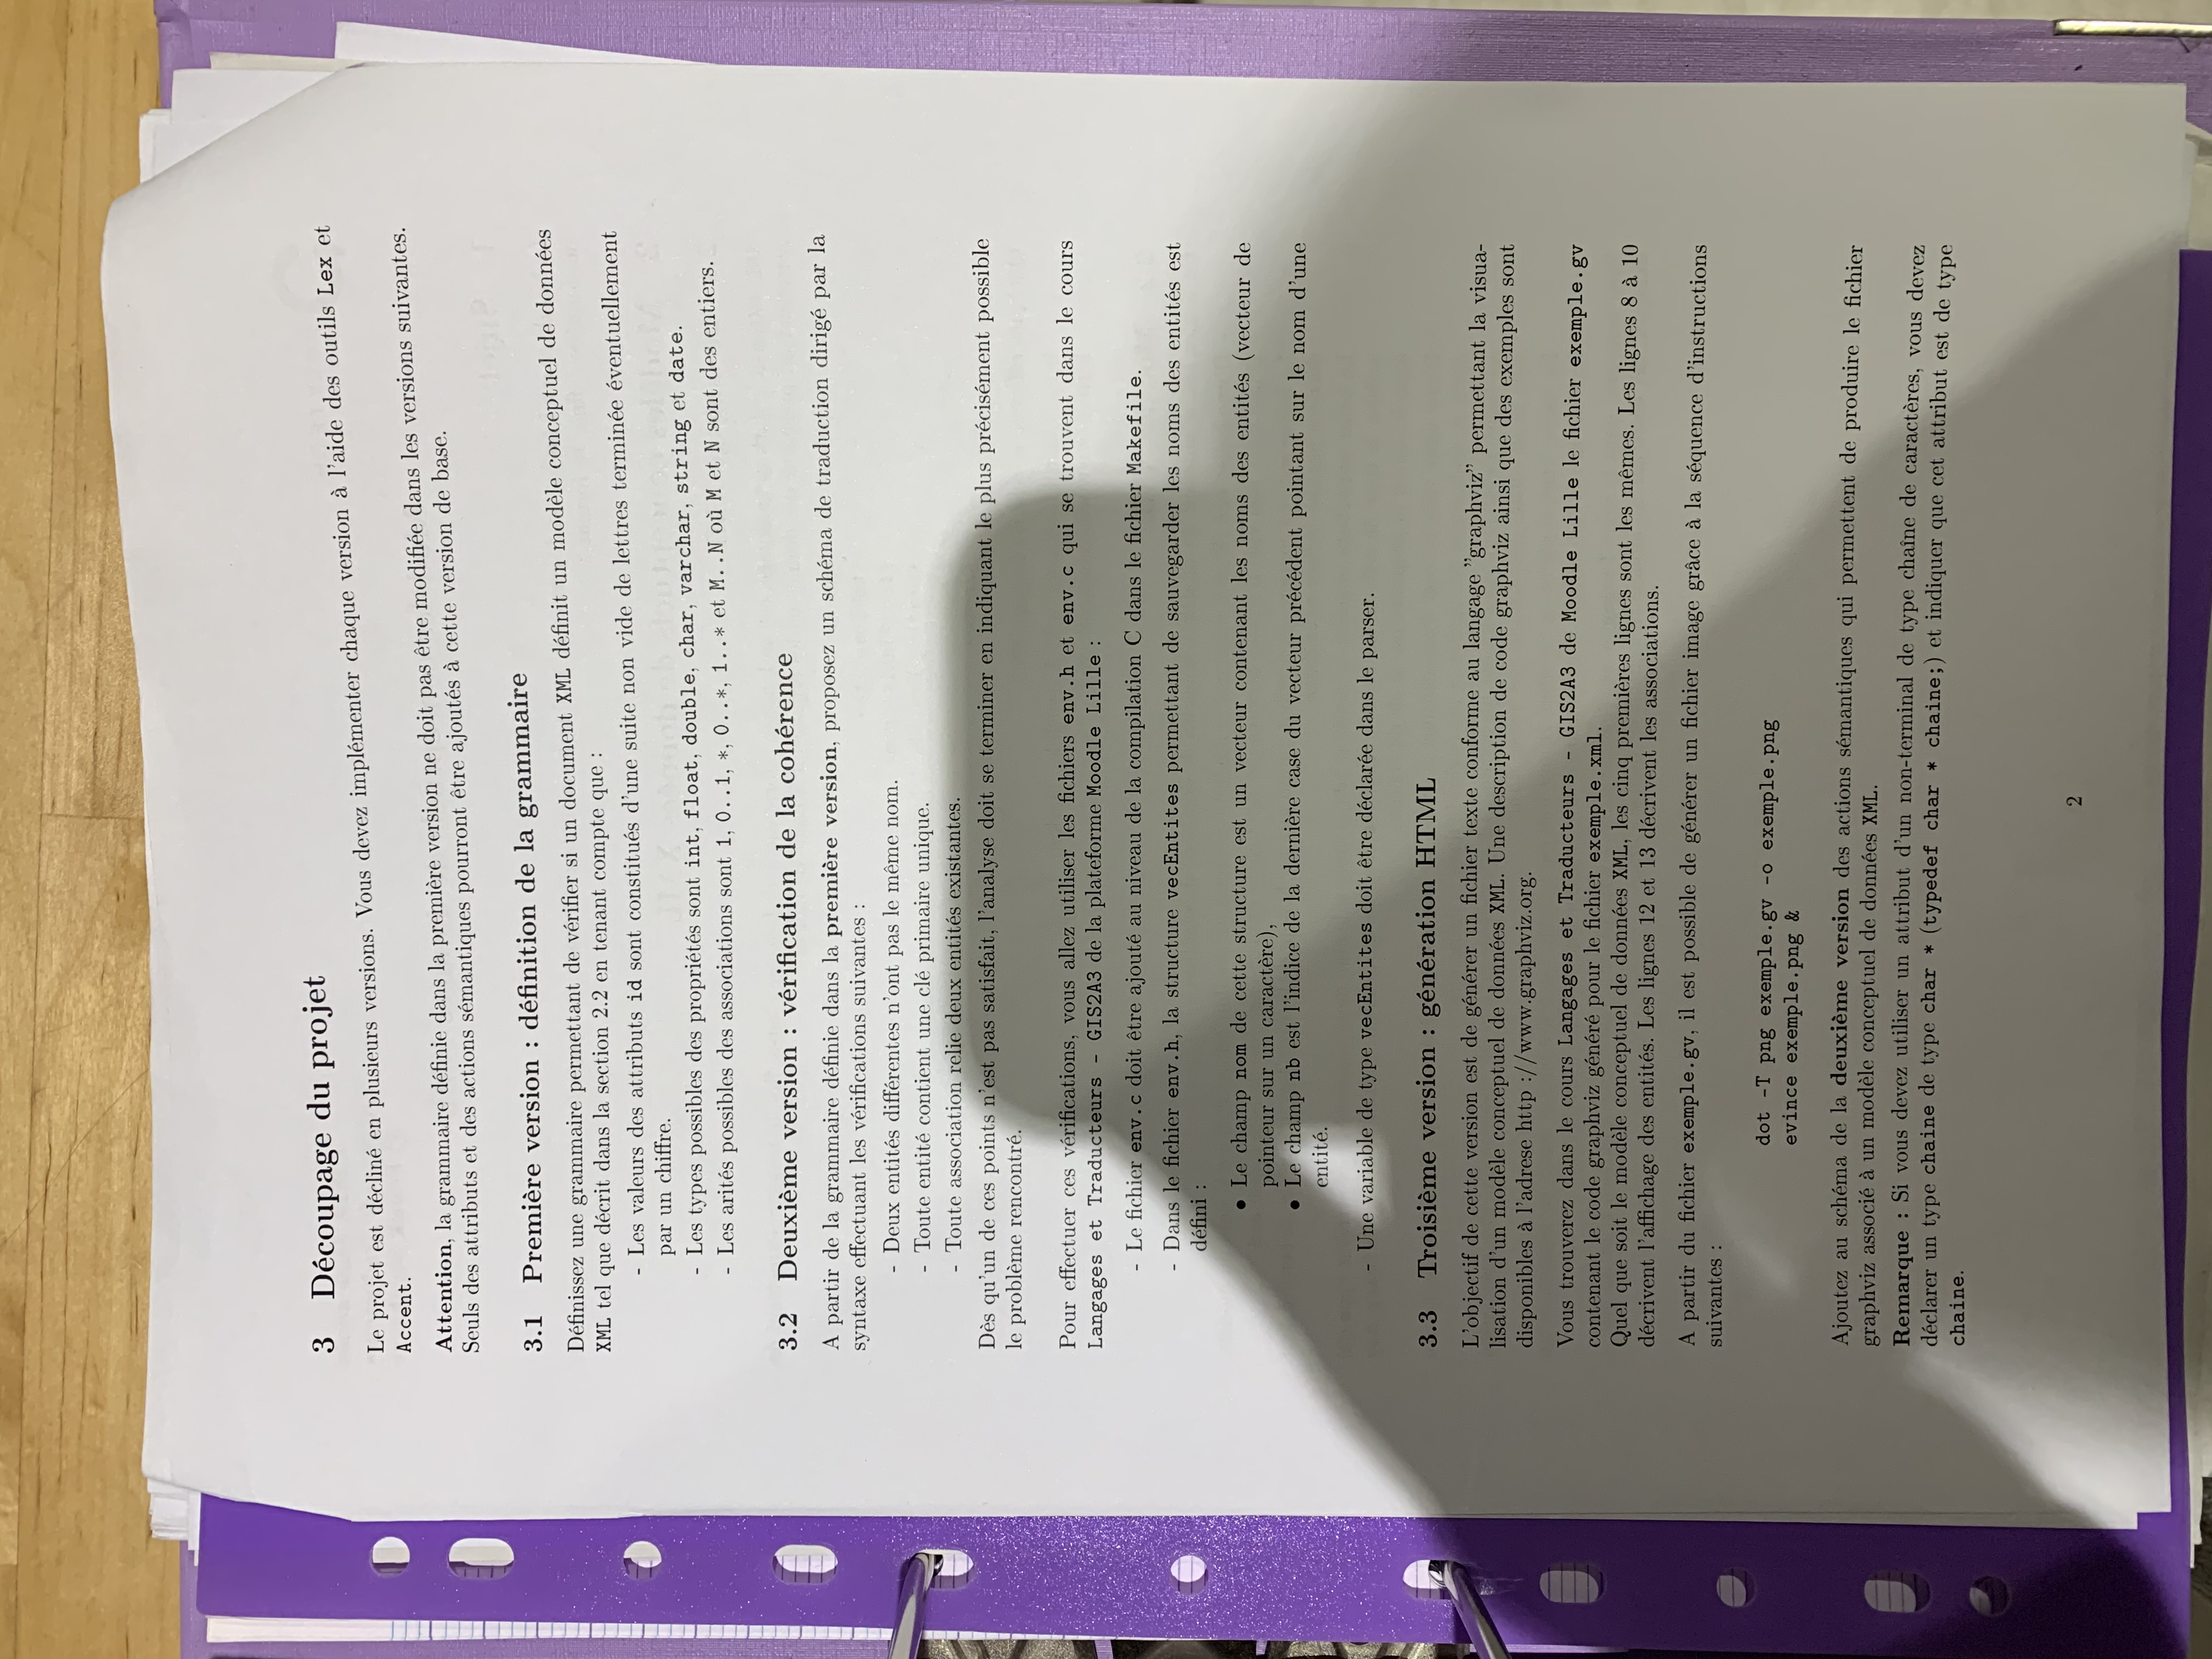 3 Découpage du projet
Le projet est décliné en plusieurs versions. Vous devez implémenter chaque version à l'aide des outils Lex et
Accent.
Attention, la grammaire définie dans la première version ne doit pas être modifiée dans les versions suivantes.
Seuls des attributs et des actions sémantiques pourront être ajoutés à cette version de base.
3.1 Première version : définition de la grammaire
Définissez une grammaire permettant de vérifier si un document XML définit un modèle conceptuel de données
XML tel que décrit dans la section 2.2 en tenant compte que :
- Les valeurs des attributs id sont constitués d'une suite non vide de lettres terminée éventuellement
par un chiffre.
- Les types possibles des propriétés sont int, float, double, char, varchar, string et date.
- Les arités possibles des associations sont 1, 0..1, *, 0..*, 1..* et M..N où M et N sont des entiers.
3.2 Deuxième version : vérification de la cohérence
A partir de la grammaire définie dans la première version, proposez un schéma de traduction dirigé par la
syntaxe effectuant les vérifications suivantes :
- Deux entités différentes n'ont pas le même nom.
- Toute entité contient une clé primaire unique.
- Toute association relie deux entités existantes.
Dès qu'un de ces points n'est pas satisfait, l'analyse doit se terminer en indiquant le plus précisément possible
le problème rencontré.
Pour effectuer ces vérifications, vous allez utiliser les fichiers env.h et env.c qui se trouvent dans le cours
Langages et Traducteurs - GIS2A3 de la plateforme Moodle Lille :
- Le fichier env.c doit être ajouté au niveau de la compilation C dans le fichier Makefile.
- Dans le fichier env.h, la structure vecEntites permettant de sauvegarder les noms des entités est
défini :
• Le champ nom de cette structure est un vecteur contenant les noms des entités (vecteur de
pointeur sur un caractère),
• Le champ nb est l'indice de la dernière case du vecteur précédent pointant sur le nom d'une
entité.
- Une variable de type vecEntites doit être déclarée dans le parser.
3.3 Troisième version : génération HTML
L'objectif de cette version est de générer un fichier texte conforme au langage "graphviz" permettant la visua-
lisation d'un modèle conceptuel de données XML. Une description de code graphviz ainsi que des exemples sont
disponibles à l'adrese http ://www.graphviz.org.
Vous trouverez dans le cours Langages et Traducteurs - GIS2A3 de Moodle Lille le fichier exemple.gv
contenant le code graphviz généré pour le fichier exemple.xml.
Quel que soit le modèle conceptuel de données XML, les cinq premières lignes sont les mêmes. Les lignes 8 à 10
décrivent l'affichage des entités. Les lignes 12 et 13 décrivent les associations.
A partir du fichier exemple.gv, il est possible de générer un fichier image grâce à la séquence d'instructions
suivantes :
dot -T png exemple.gv -o exemple.png
evince exemple.png &
Ajoutez au schéma de la deuxième version des actions sémantiques qui permettent de produire le fichier
graphviz associé à un modèle conceptuel de données XML.
Remarque : Si vous devez utiliser un attribut d'un non-terminal de type chaîne de caractères, vous devez
déclarer un type chaine de type char * (typedef char * chaine;) et indiquer que cet attribut est de type
chaine.
2